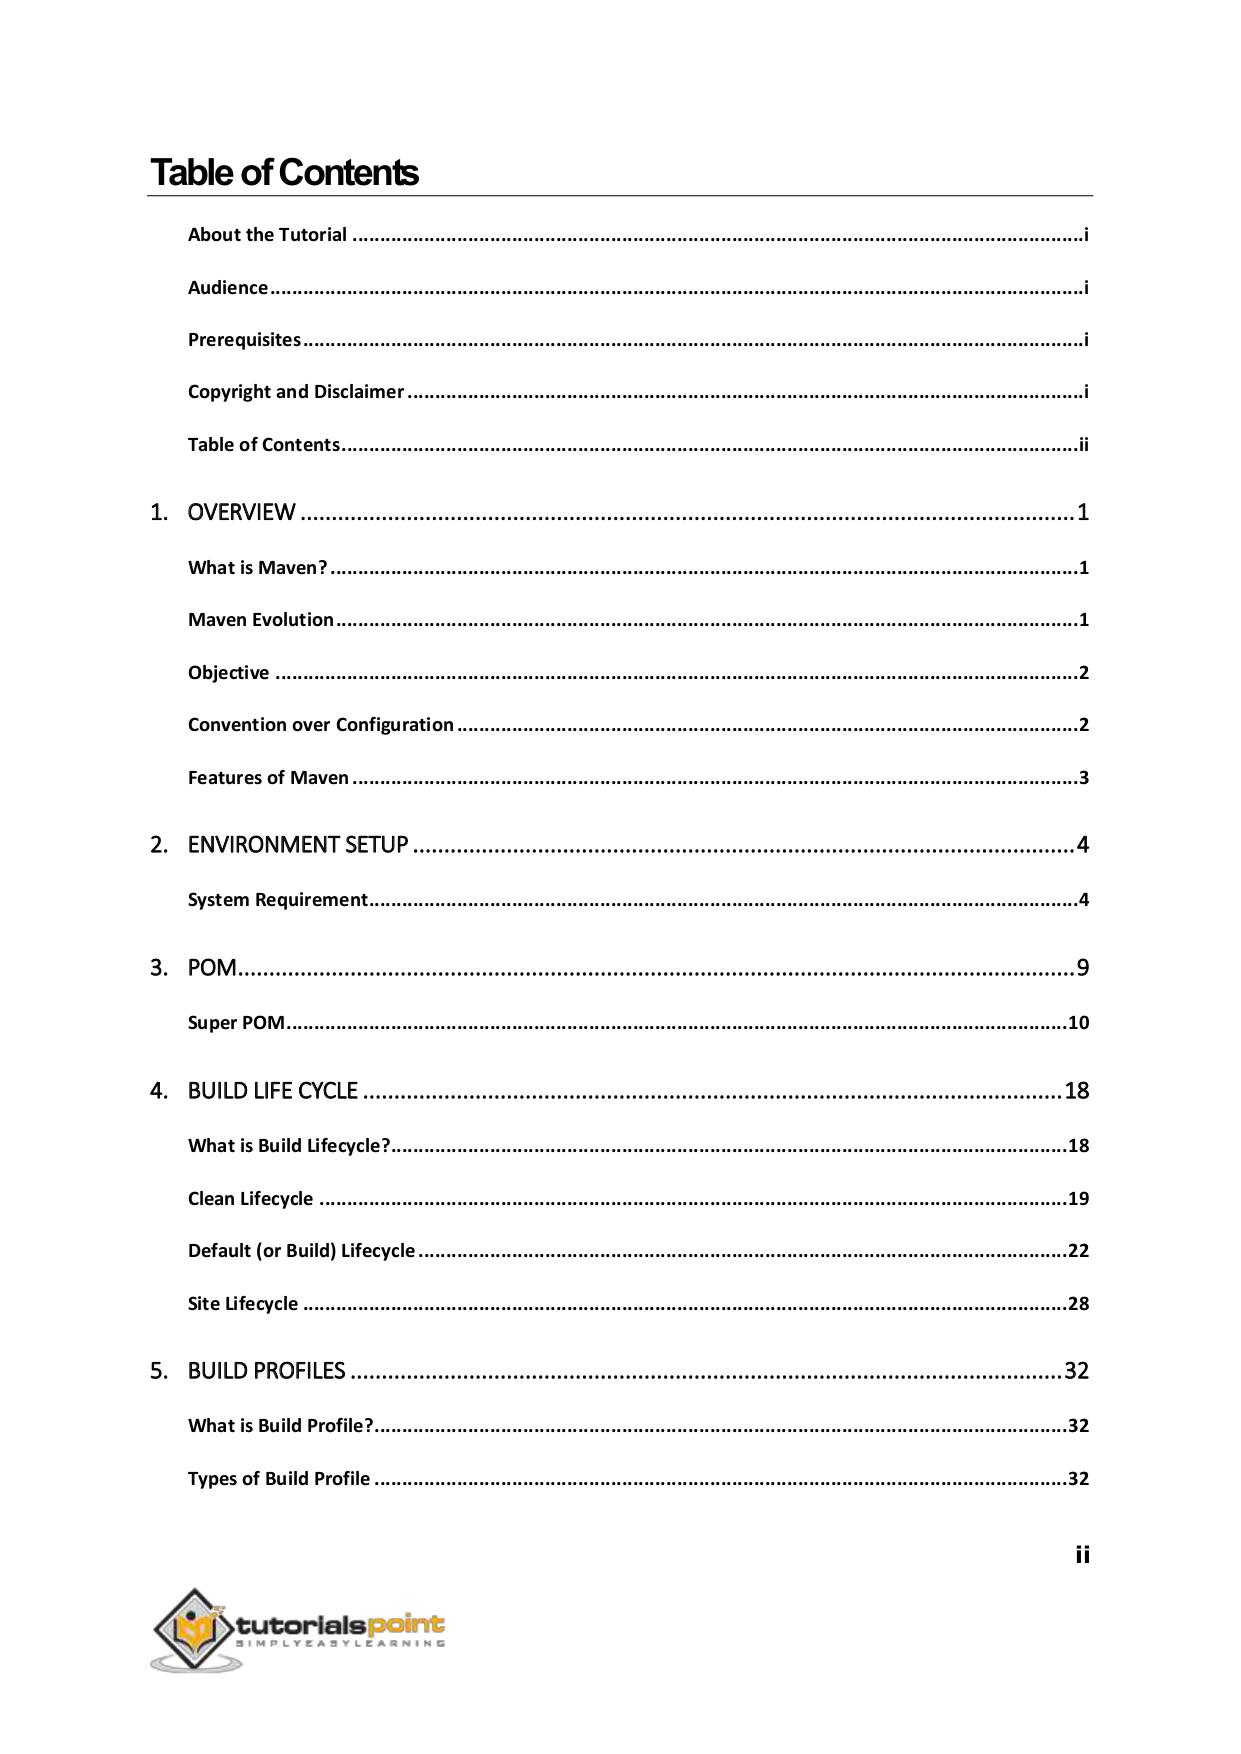 Table of Contents
About the Tutorial ....................................................................................................................................i
Audience....................................................................................................................................................i
Prerequisites..............................................................................................................................................i
Copyright and Disclaimer ...........................................................................................................................i
Table of Contents......................................................................................................................................ii
1. OVERVIEW ............................................................................................................................1
What is Maven? ........................................................................................................................................1
Maven Evolution .......................................................................................................................................1
Objective ..................................................................................................................................................2
Convention over Configuration .................................................................................................................2
Features of Maven ....................................................................................................................................3
2. ENVIRONMENT SETUP ..........................................................................................................4
System Requirement.................................................................................................................................4
3. POM......................................................................................................................................9
Super POM..............................................................................................................................................10
4. BUILD LIFE CYCLE ................................................................................................................18
What is Build Lifecycle?...........................................................................................................................18
Clean Lifecycle ........................................................................................................................................19
Default (or Build) Lifecycle ......................................................................................................................22
Site Lifecycle ...........................................................................................................................................28
5. BUILD PROFILES ..................................................................................................................32
What is Build Profile?..............................................................................................................................32
Types of Build Profile ..............................................................................................................................32
ii
tutorialspoint
SIMPLYEASYLEARNING